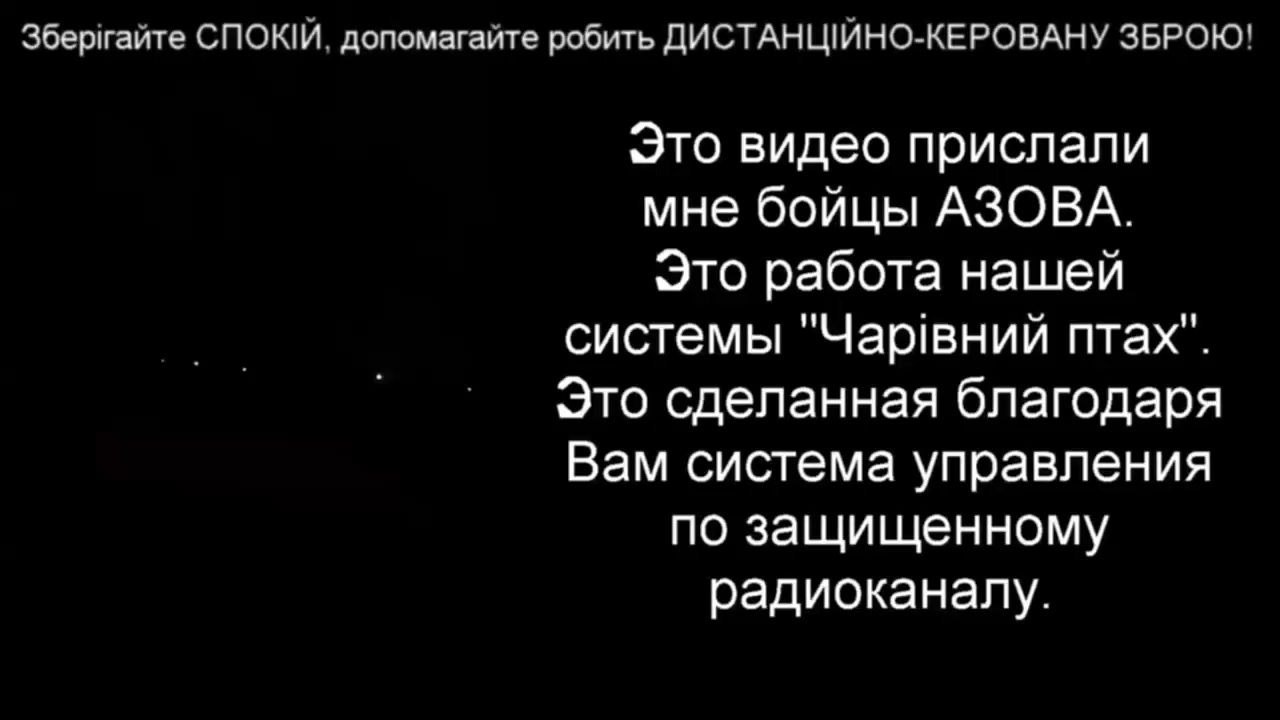 Зберігайте СПОКІЙ, допомагайте робить ДИСТАНЦІЙНО-КЕРОВАНУ ЗБРОЮ!
Это видео прислали
мне бойцы АЗОВА.
Это работа нашей
системы "Чарівний птах".
Это сделанная благодаря
Вам система управления
по защищенному
радиоканалу.